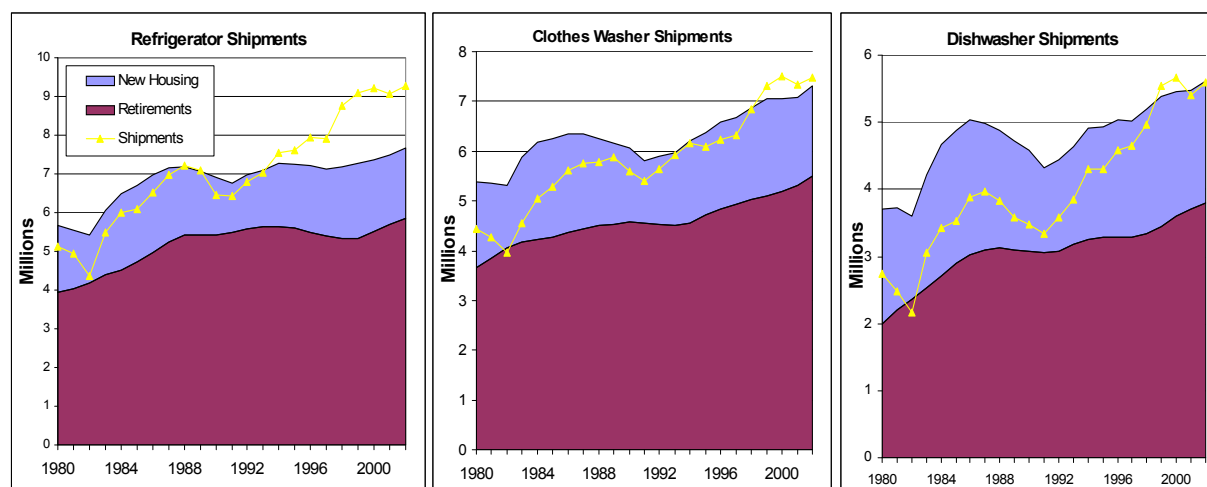 Refrigerator Shipments
10
9
8
7
6
5
4
3
2
1
0
Millions
New Housing
Retirements
Shipments
1980 1984 1988 1992 1996 2000
Clothes Washer Shipments
8
7
6
5
4
3
2
1
0
Millions
1980 1984 1988 1992 1996 2000
Dishwasher Shipments
6
5
4
3
2
1
0
Millions
1980 1984 1988 1992 1996 2000